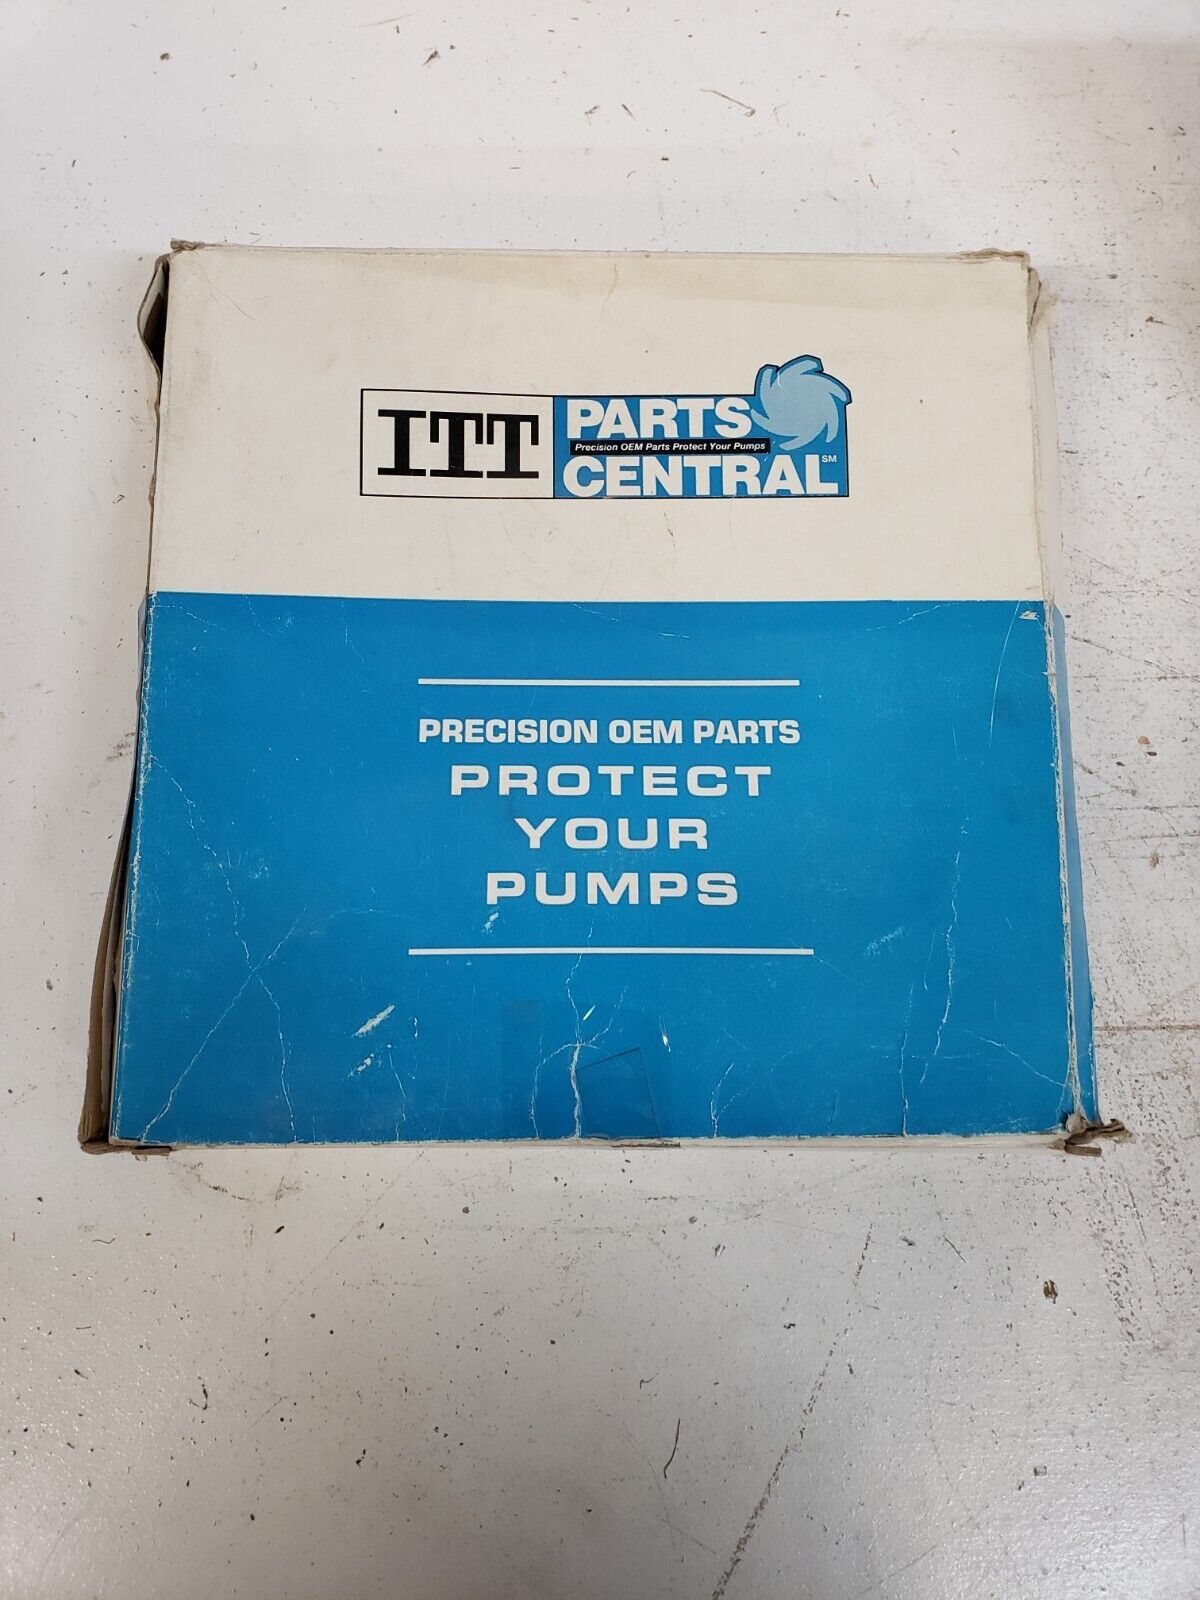 ITT
PARTS
Precision OEM Parts Protect Your Pumps
CENTRAL SM
PRECISION OEM PARTS
PROTECT
YOUR
PUMPS